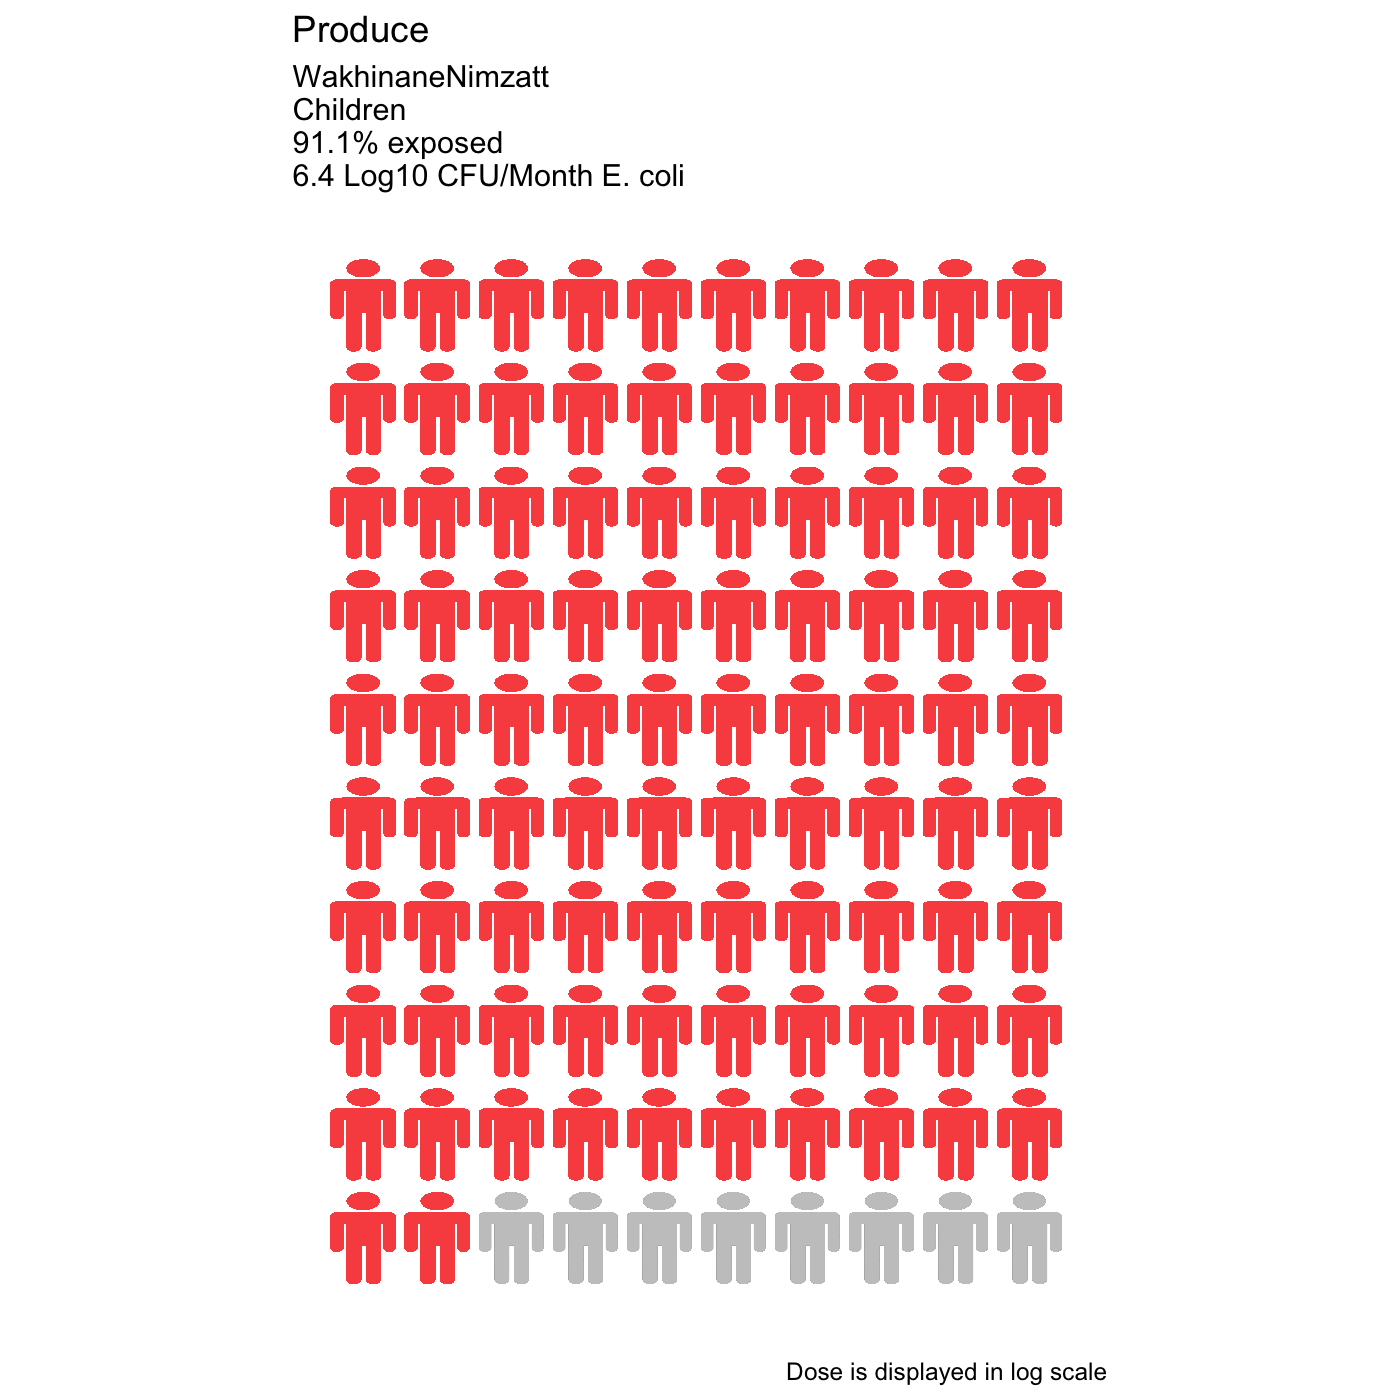 Produce
WakhinaneNimzatt
Children
91.1% exposed
6.4 Log10 CFU/Month E. coli
Dose is displayed in log scale